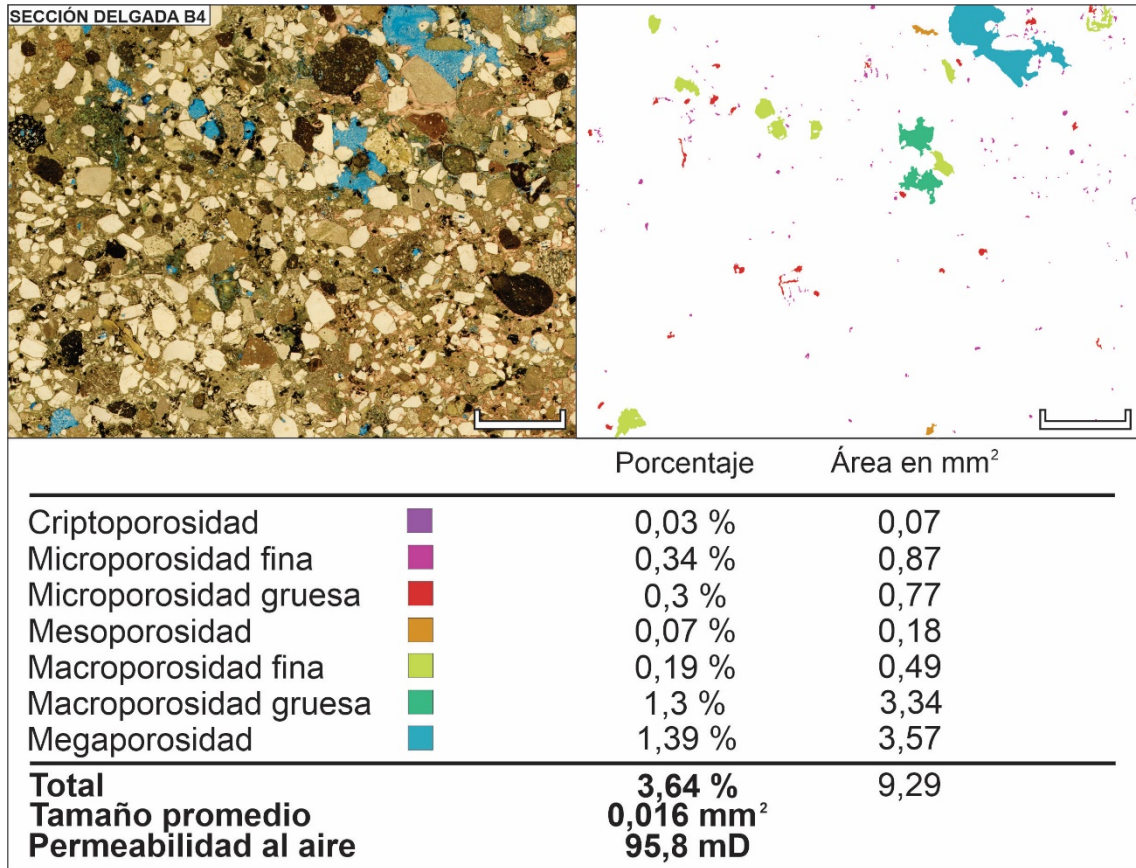 SECCIÓN DELGADA B4
Porcentaje Área en mm²
Criptoporosidad 0,03 % 0,07
Microporosidad fina 0,34 % 0,87
Microporosidad gruesa 0,3 % 0,77
Mesoporosidad 0,07 % 0,18
Macroporosidad fina 0,19 % 0,49
Macroporosidad gruesa 1,3 % 3,34
Megaporosidad 1,39 % 3,57
Total 3,64 % 9,29
Tamaño promedio 0,016 mm²
Permeabilidad al aire 95,8 mD